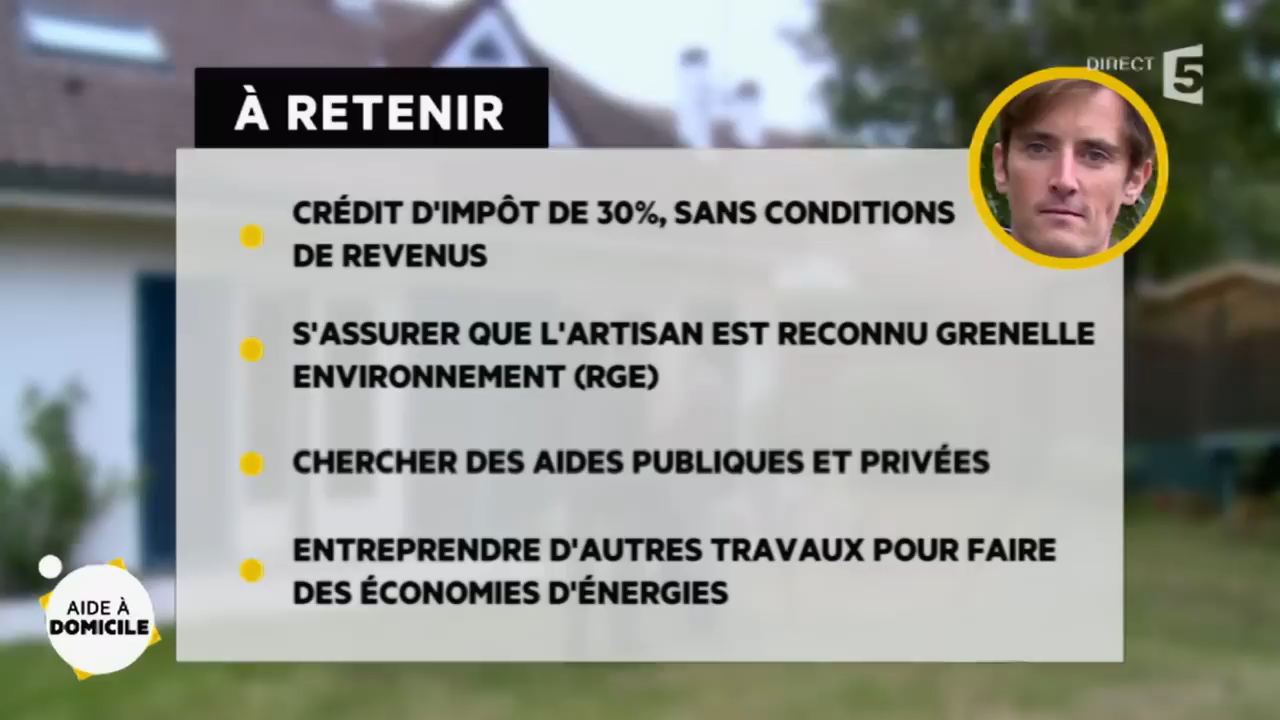 DIRECT 5
À RETENIR
CRÉDIT D'IMPÔT DE 30%, SANS CONDITIONS
DE REVENUS
S'ASSURER QUE L'ARTISAN EST RECONNU GRENELLE
ENVIRONNEMENT (RGE)
CHERCHER DES AIDES PUBLIQUES ET PRIVÉES
ENTREPRENDRE D'AUTRES TRAVAUX POUR FAIRE
DES ÉCONOMIES D'ÉNERGIES
AIDE À
DOMICILE